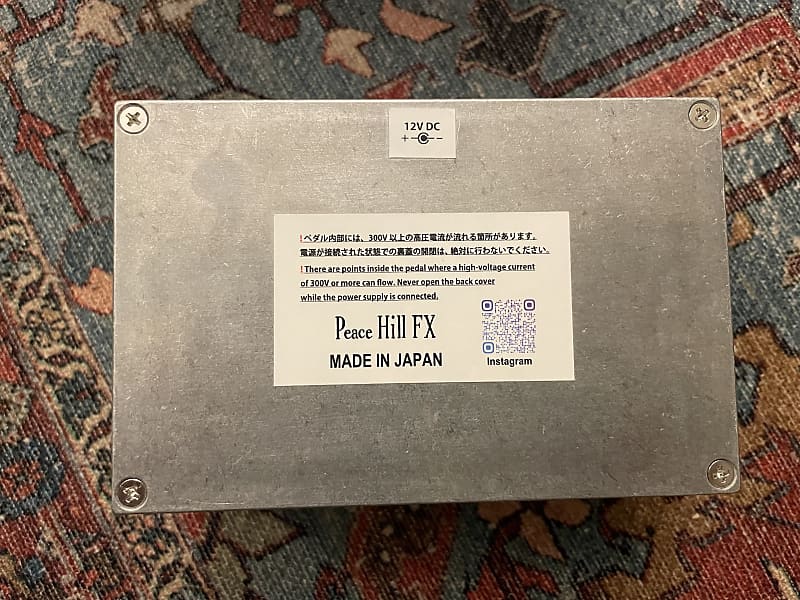 12V DC
+ -
! ペダル内部には、300V 以上の高圧電流が流れる箇所があります。
電源が接続された状態での裏蓋の開閉は、絶対に行わないでください。
! There are points inside the pedal where a high-voltage current
of 300V or more can flow. Never open the back cover
while the power supply is connected.
Peace Hill FX
MADE IN JAPAN
Instagram